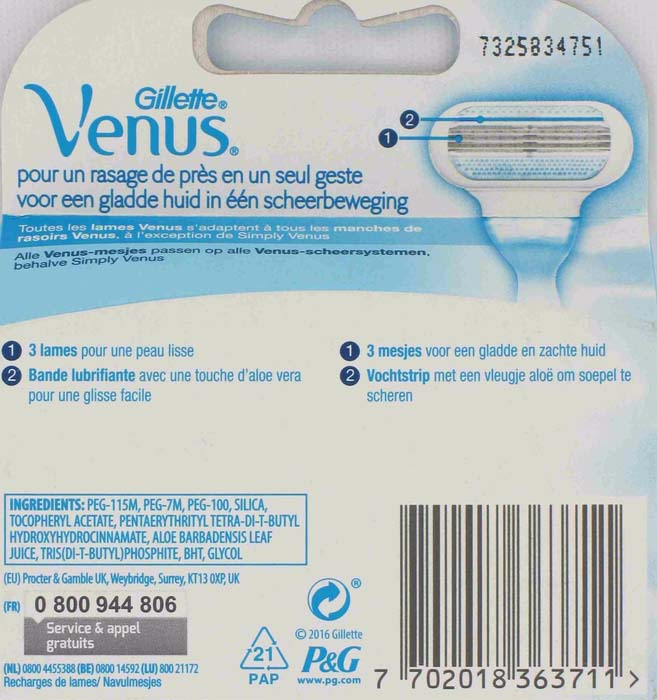 7325834751
Gillette®
Venus®
pour un rasage de près en un seul geste
voor een gladde huid in één scheerbeweging
2
1
Toutes les lames Venus s'adaptent à tous les manches de
rasoirs Venus, à l'exception de Simply Venus
Alle Venus-mesjes passen op alle Venus-scheersystemen,
behalve Simply Venus
1 3 lames pour une peau lisse
2 Bande lubrifiante avec une touche d'aloe vera
pour une glisse facile
1 3 mesjes voor een gladde en zachte huid
2 Vochtstrip met een vleugje aloë om soepel te
scheren
INGREDIENTS: PEG-115M, PEG-7M, PEG-100, SILICA,
TOCOPHERYL ACETATE, PENTAERYTHRITYL TETRA-DI-T-BUTYL
HYDROXYHYDROCINNAMATE, ALOE BARBADENSIS LEAF
JUICE, TRIS(DI-T-BUTYL)PHOSPHITE, BHT, GLYCOL
(EU) Procter & Gamble UK, Weybridge, Surrey, KT13 0XP, UK
(FR) 0 800 944 806
Service & appel
gratuits
(NL) 0800 4455388 (BE) 0800 14592 (LU) 800 21172
Recharges de lames/ Navulmesjes
®
© 2016 Gillette
21
PAP
P&G
www.pg.com
7 702018 363711 >